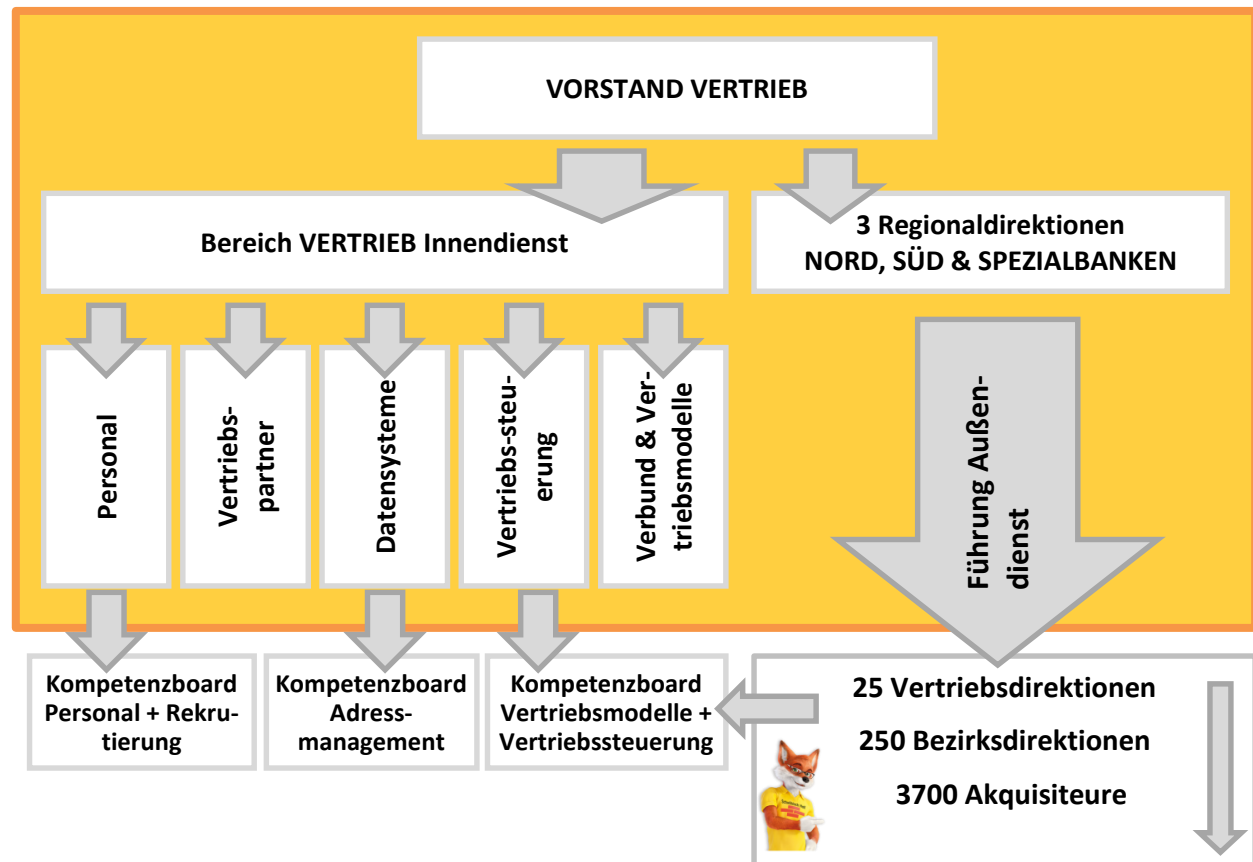 VORSTAND VERTRIEB
Bereich VERTRIEB Innendienst
3 Regionaldirektionen
NORD, SÜD & SPEZIALBANKEN
Personal
Vertriebs-
partner
Datensysteme
Vertriebs-steu-
erung
Verbund & Ver-
triebsmodelle
Führung Außen-
dienst
Kompetenzboard
Personal + Rekru-
tierung
Kompetenzboard
Adress-
management
Kompetenzboard
Vertriebsmodelle +
Vertriebssteuerung
25 Vertriebsdirektionen
250 Bezirksdirektionen
3700 Akquisiteure